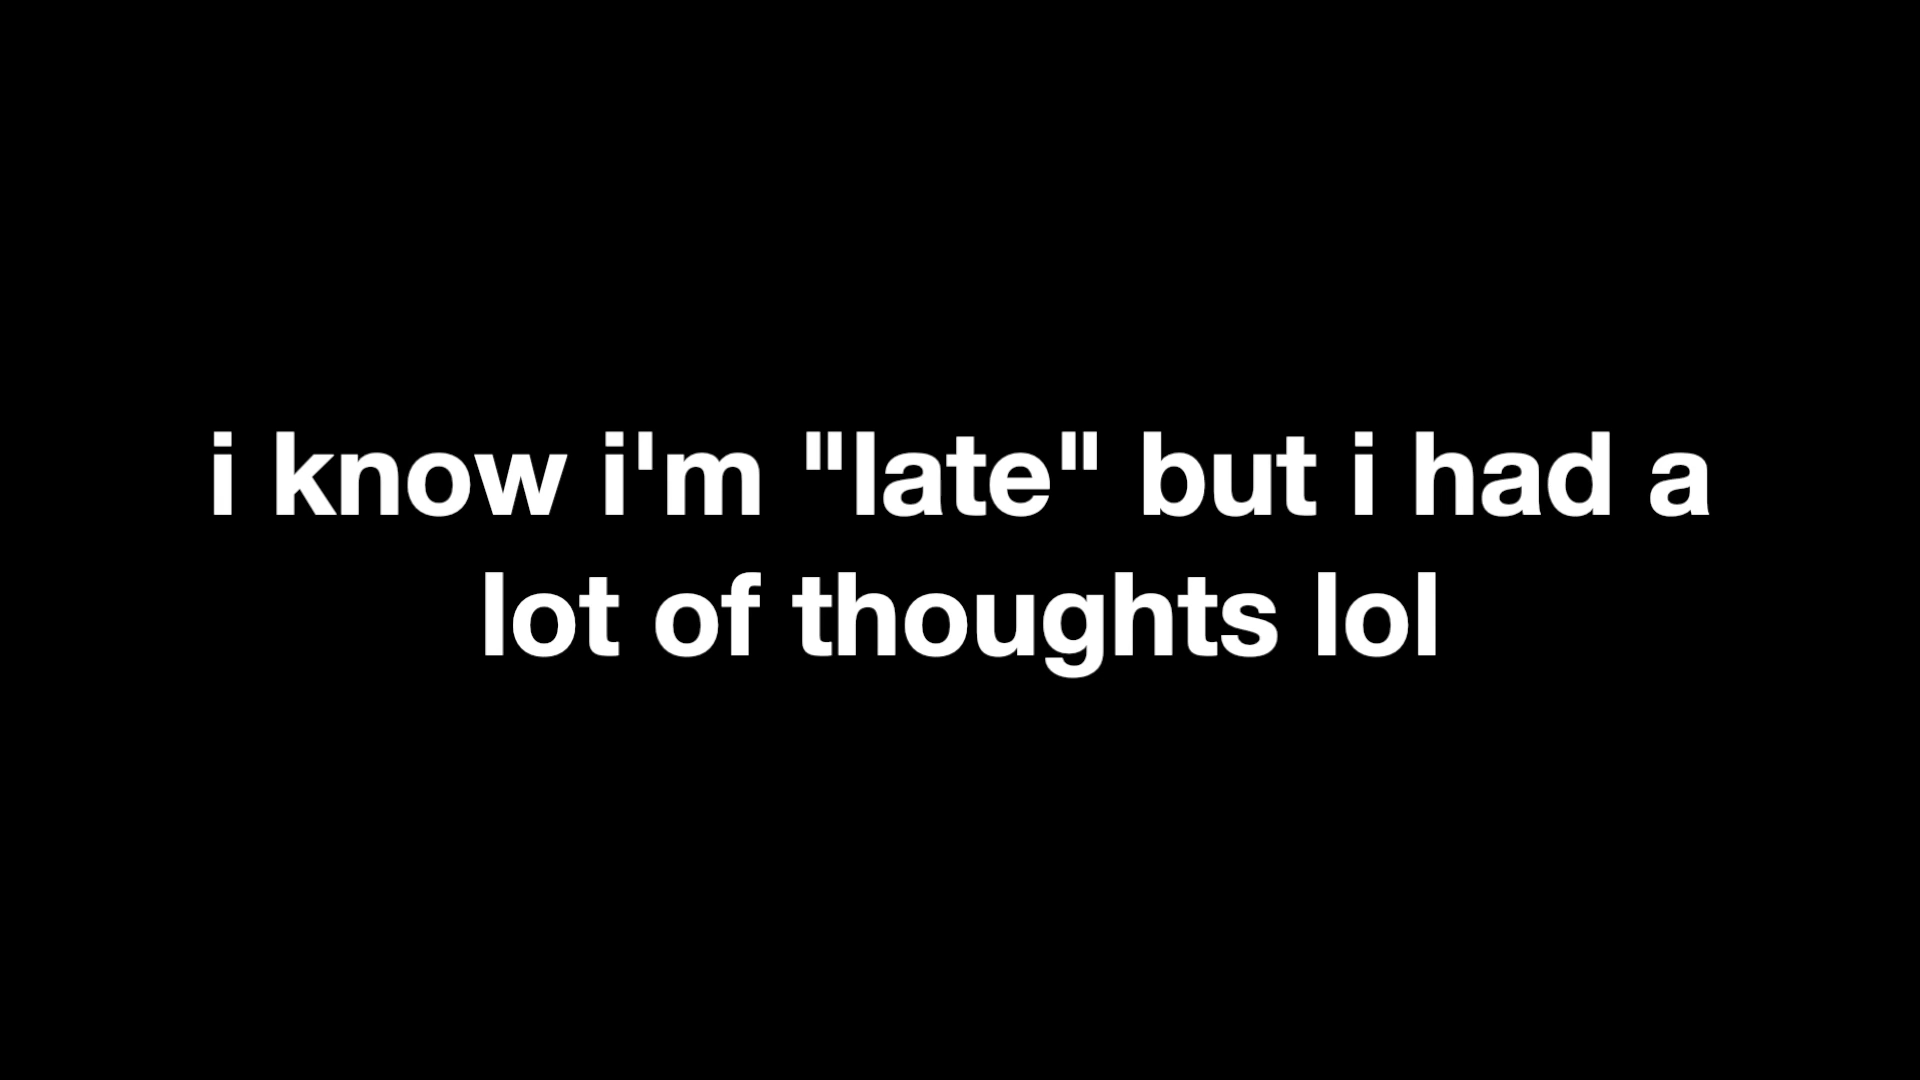 i know i'm "late" but i had a
lot of thoughts lol